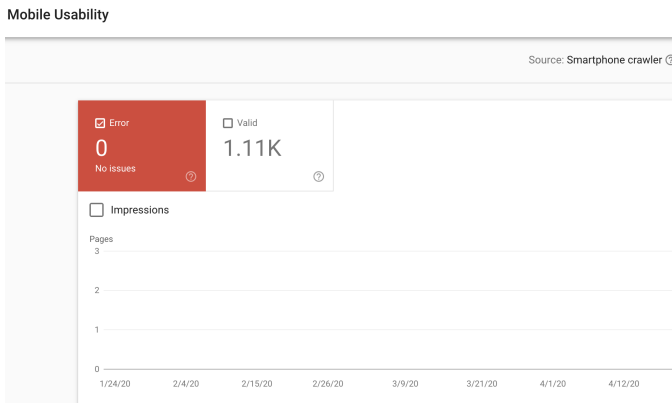 Mobile Usability
Source: Smartphone crawler
Error
0
No issues
Valid
1.11K
Impressions
Pages
3
2
1
0
1/24/20 2/4/20 2/15/20 2/26/20 3/9/20 3/21/20 4/1/20 4/12/20